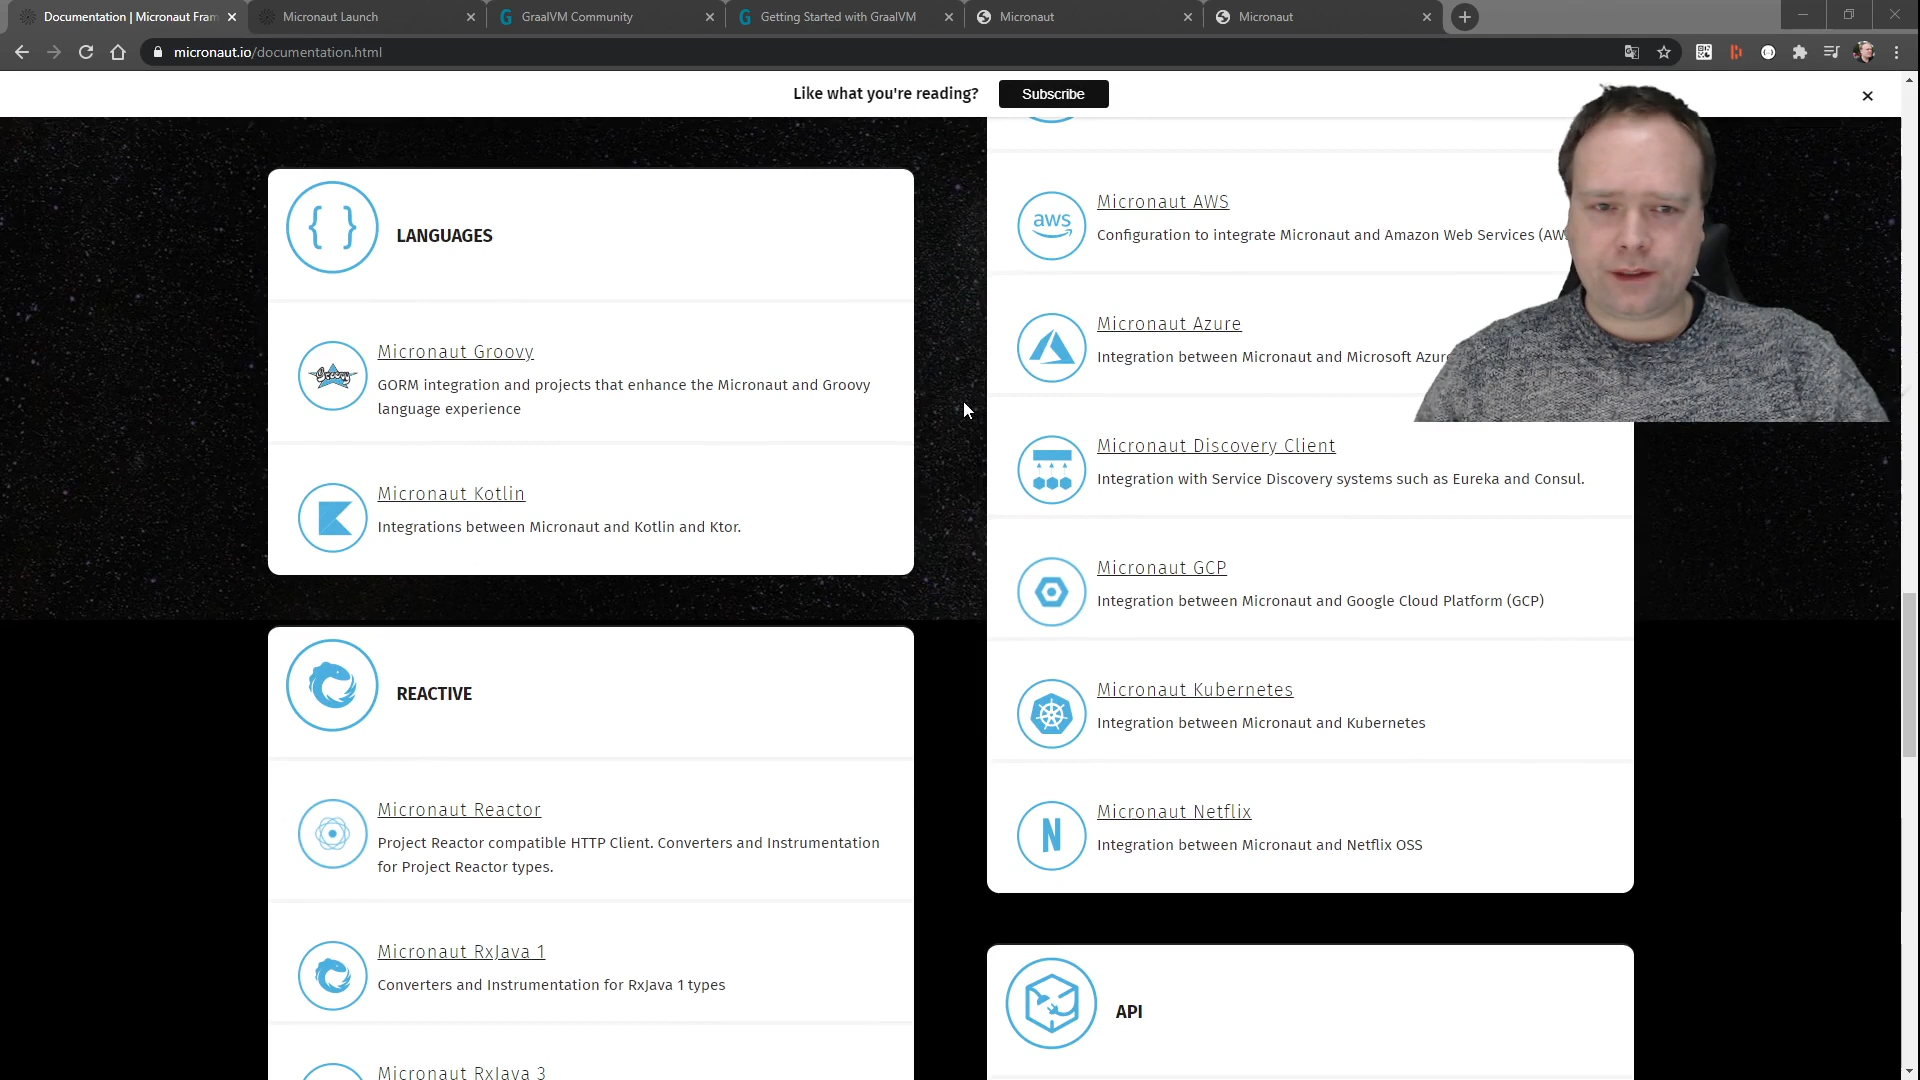 Documentation | Micronaut Fram
Micronaut Launch
GraalVM Community
Getting Started with GraalVM
Micronaut
Micronaut
micronaut.io/documentation.html
Like what you're reading?
Subscribe
{ }
LANGUAGES
Micronaut Groovy
GORM integration and projects that enhance the Micronaut and Groovy
language experience
Micronaut Kotlin
Integrations between Micronaut and Kotlin and Ktor.
REACTIVE
Micronaut Reactor
Project Reactor compatible HTTP Client. Converters and Instrumentation
for Project Reactor types.
Micronaut RxJava 1
Converters and Instrumentation for RxJava 1 types
Micronaut RxJava 3
aws
Micronaut AWS
Configuration to integrate Micronaut and Amazon Web Services (AW
Micronaut Azure
Integration between Micronaut and Microsoft Azure
Micronaut Discovery Client
Integration with Service Discovery systems such as Eureka and Consul.
Micronaut GCP
Integration between Micronaut and Google Cloud Platform (GCP)
Micronaut Kubernetes
Integration between Micronaut and Kubernetes
N
Micronaut Netflix
Integration between Micronaut and Netflix OSS
API